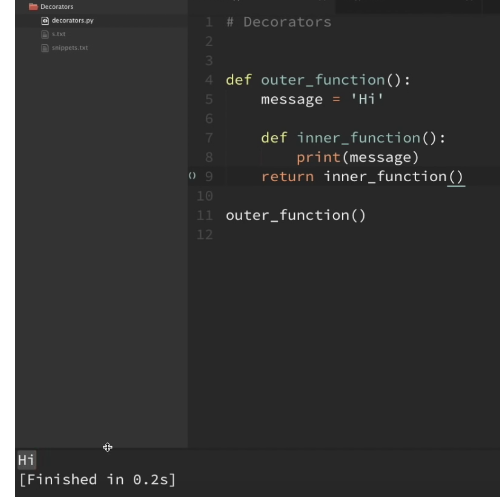 Decorators
decorators.py
s.txt
snippets.txt
1 # Decorators
2
3
4 def outer_function():
5     message = 'Hi'
6
7     def inner_function():
8         print(message)
() 9     return inner_function()
10
11 outer_function()
12
Hi
[Finished in 0.2s]